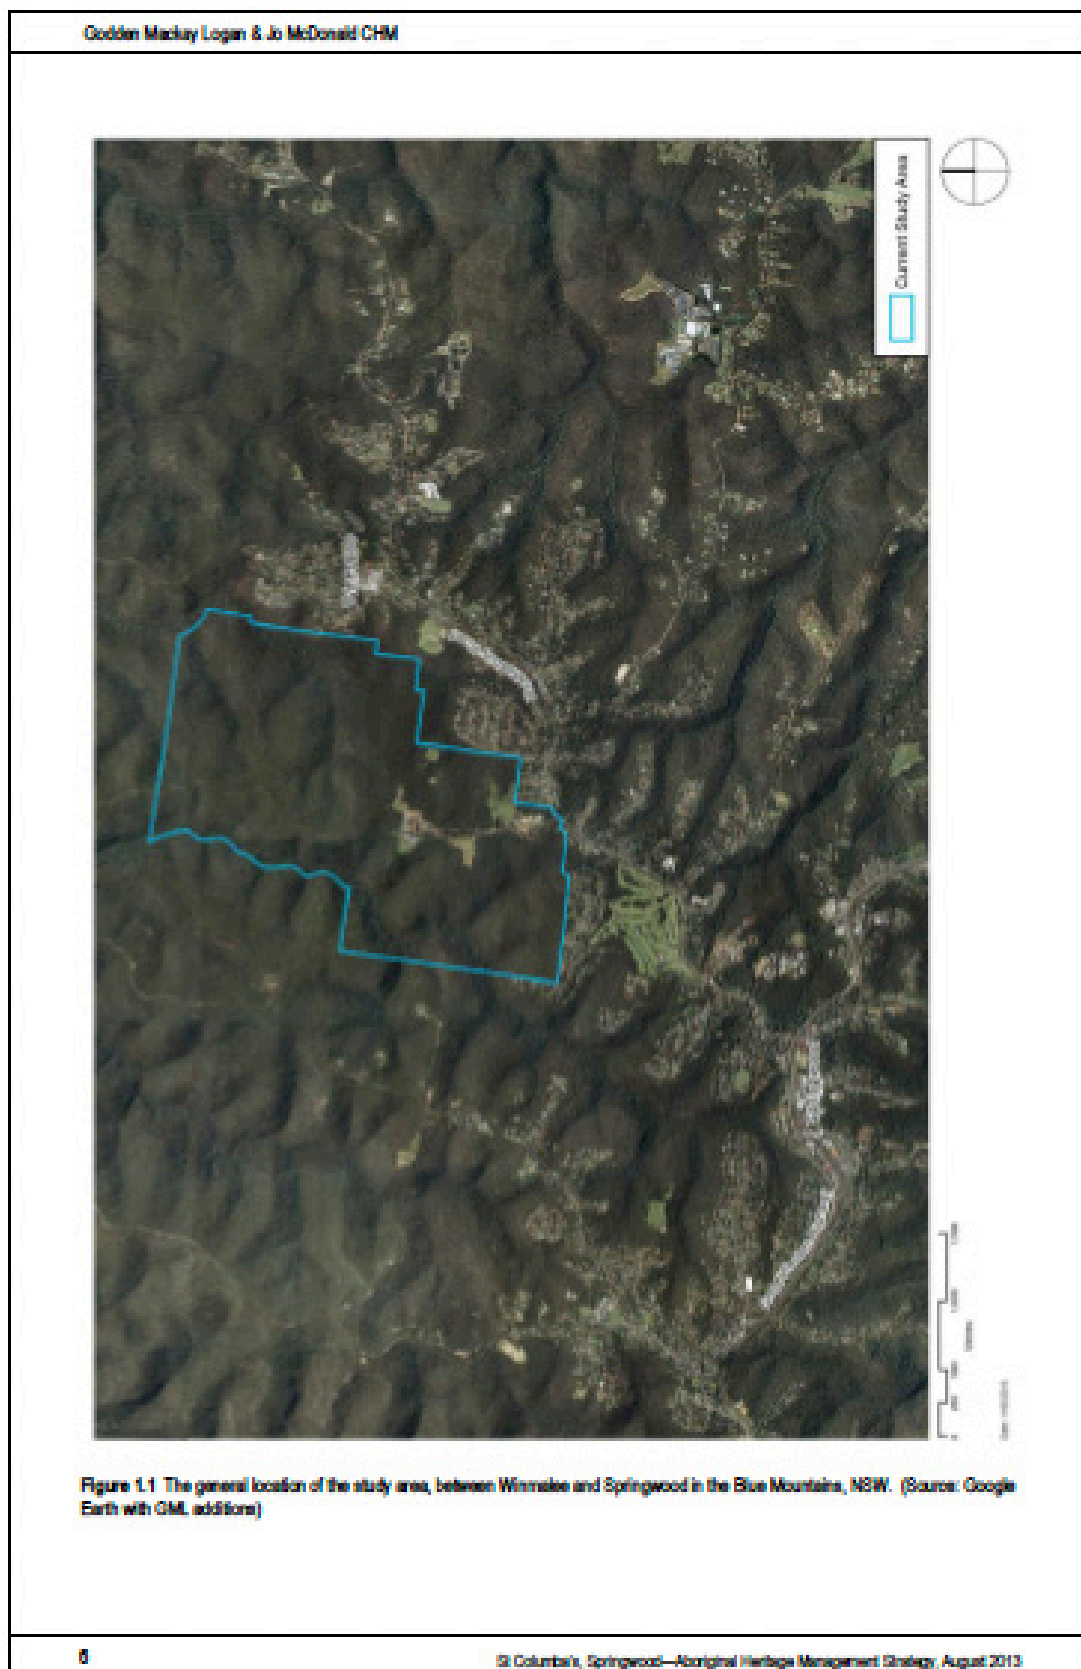 Godden Mackay Logan & Jo McDonald CHM
Current Study Area
Figure 1.1 The general location of the study area, between Winmalee and Springwood in the Blue Mountains, NSW. (Source: Google
Earth with GML additions)
6
St Columba's, Springwood—Aboriginal Heritage Management Strategy, August 2013